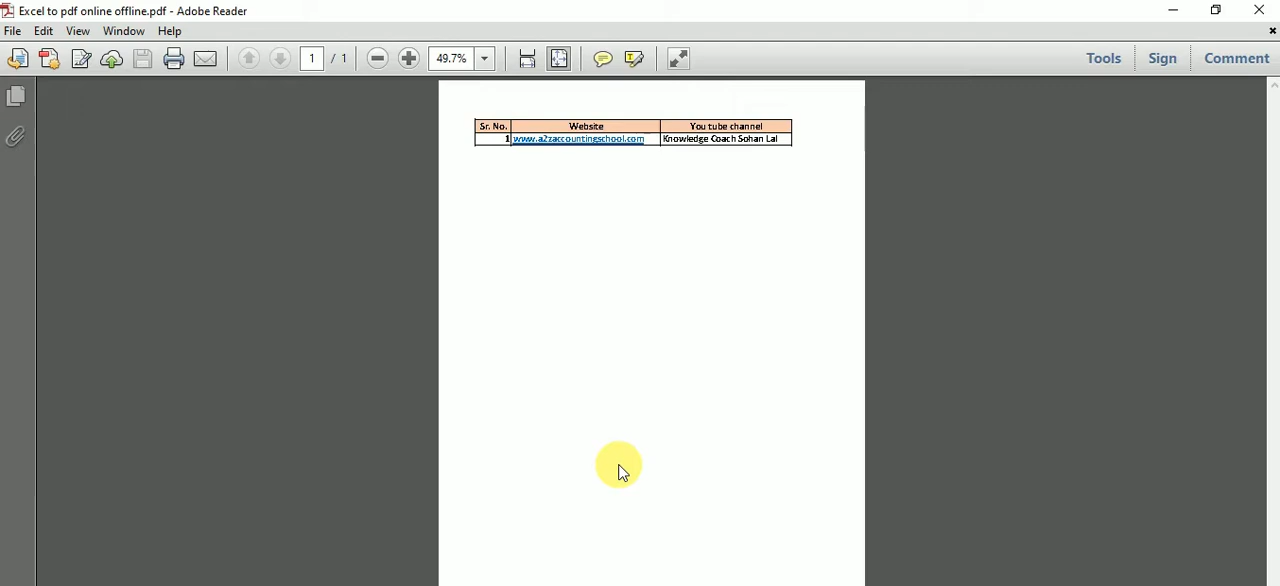 Excel to pdf online offline.pdf - Adobe Reader
File Edit View Window Help
1 / 1 49.7% Tools Sign Comment
Sr. No. Website You tube channel
1 www.a2zaccountingschool.com Knowledge Coach Sohan Lal